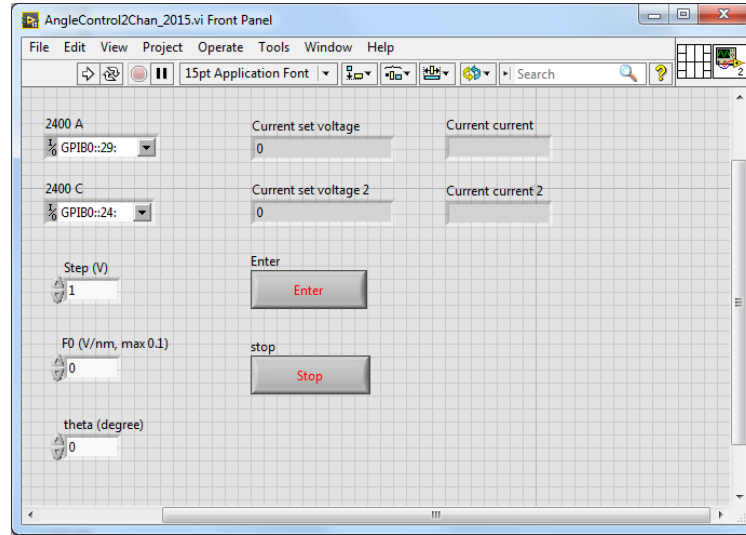 AngleControl2Chan_2015.vi Front Panel
File Edit View Project Operate Tools Window Help
15pt Application Font Search 2
2400 A Current set voltage Current current
GPIB0::29: 0
2400 C Current set voltage 2 Current current 2
GPIB0::24: 0
Step (V) Enter
1 Enter
F0 (V/nm, max 0.1) stop
0 Stop
theta (degree)
0